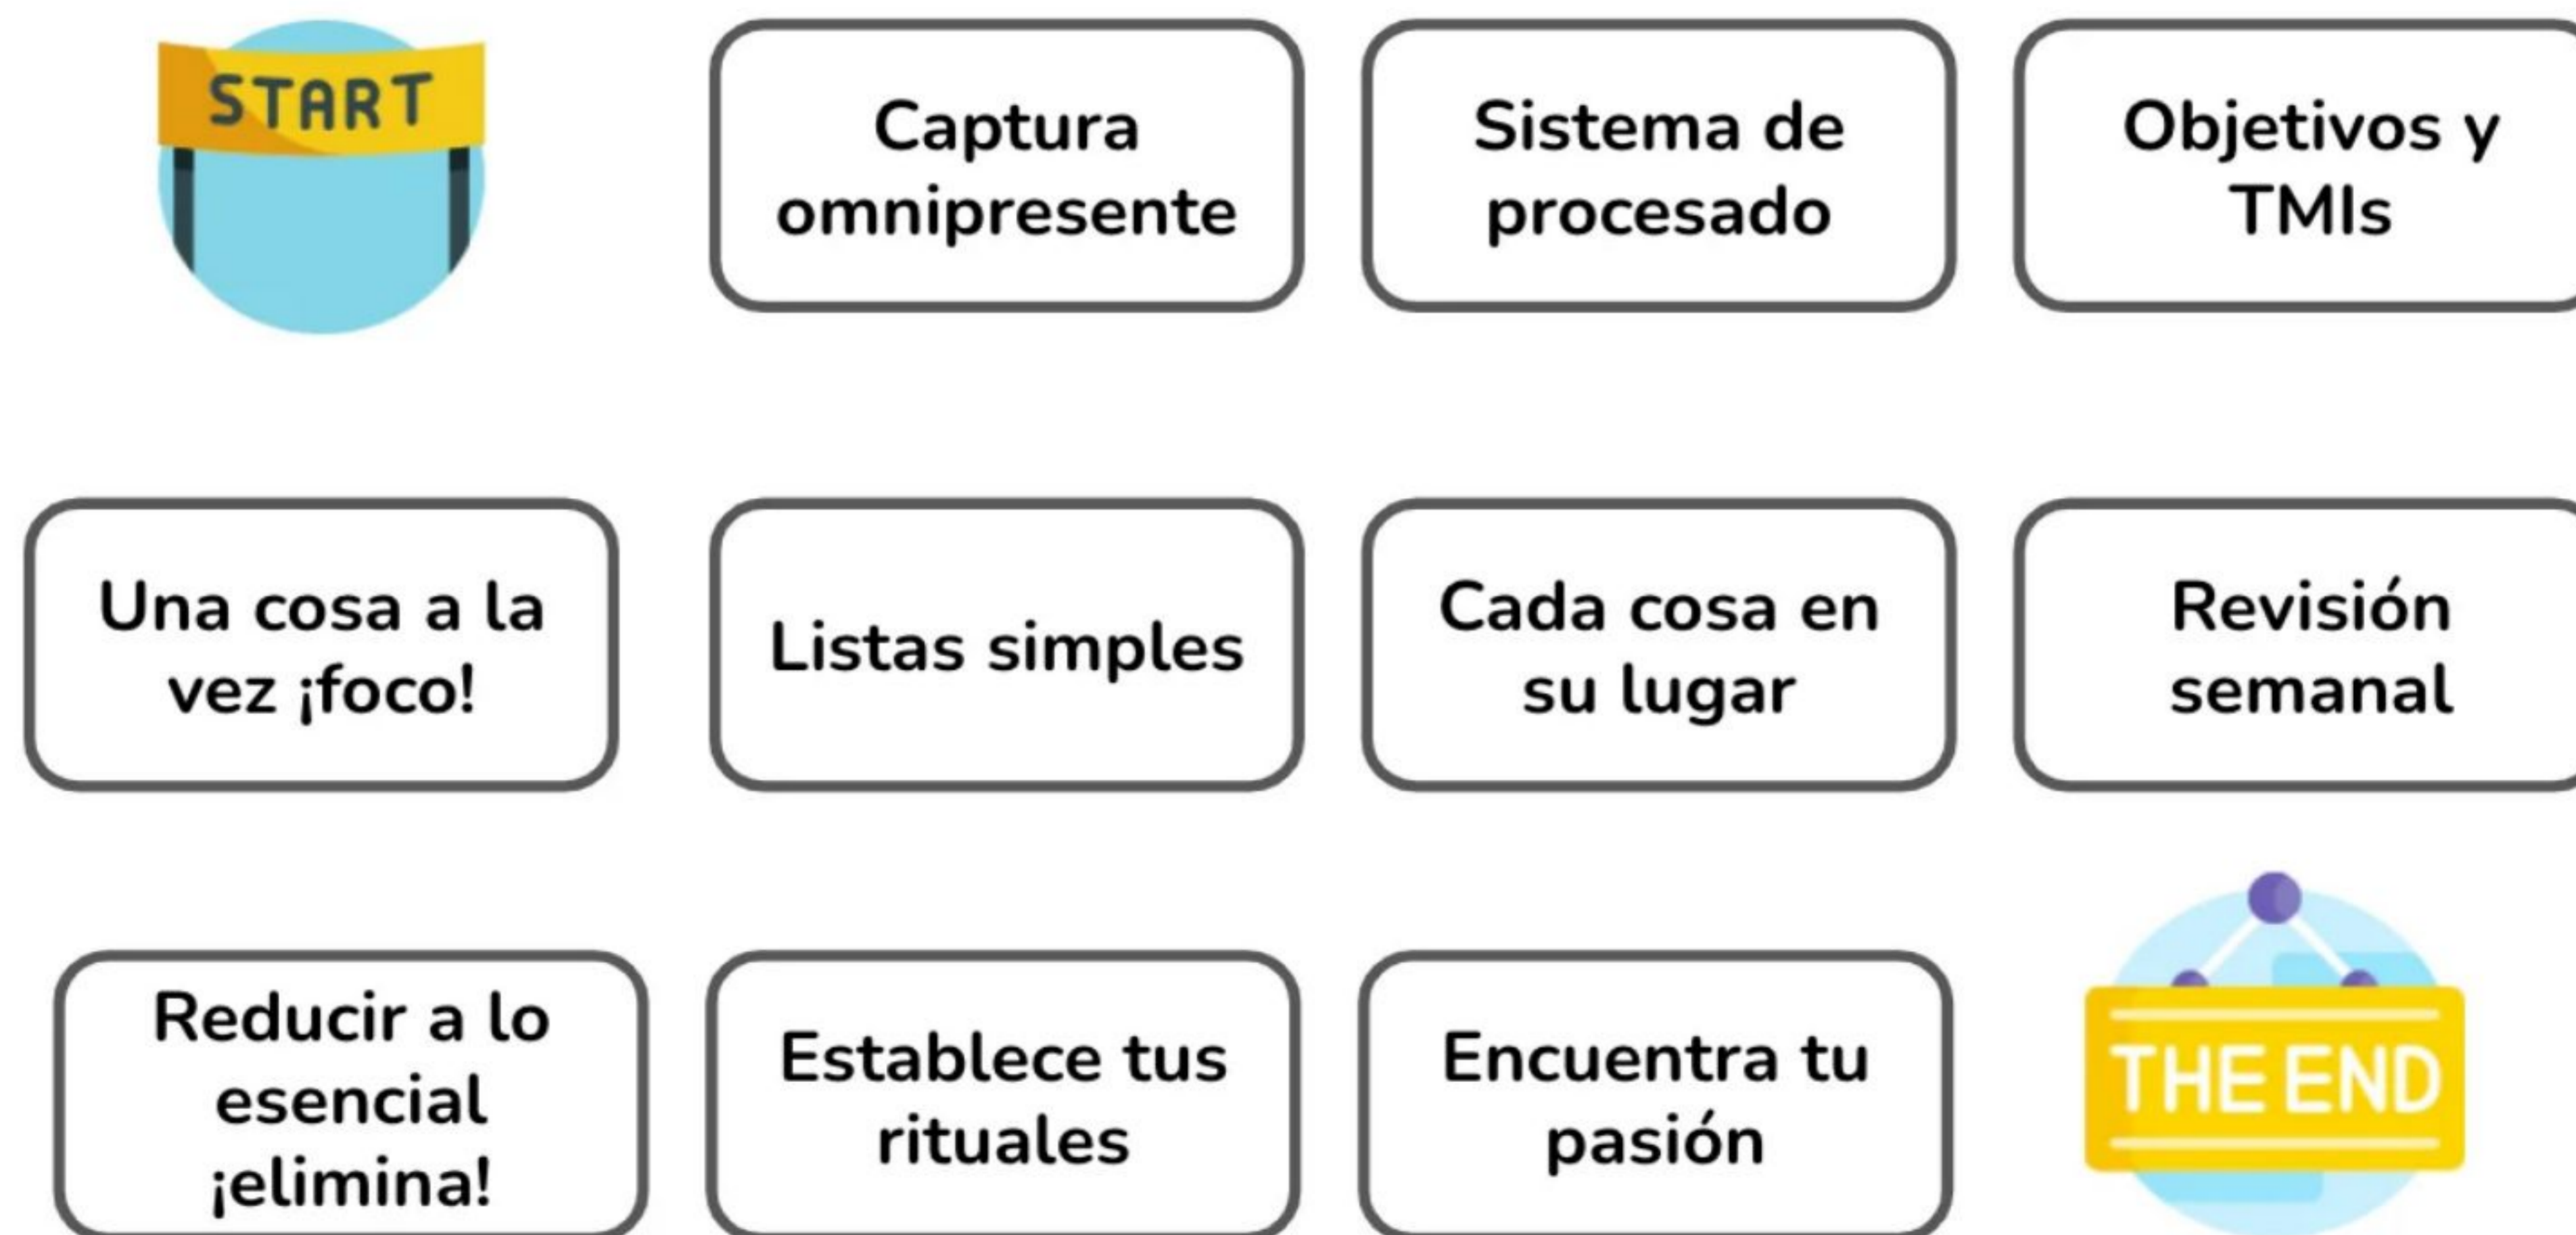 START
Captura
omnipresente
Sistema de
procesado
Objetivos y
TMIs
Una cosa a la
vez ¡foco!
Listas simples
Cada cosa en
su lugar
Revisión
semanal
Reducir a lo
esencial
¡elimina!
Establece tus
rituales
Encuentra tu
pasión
THE END